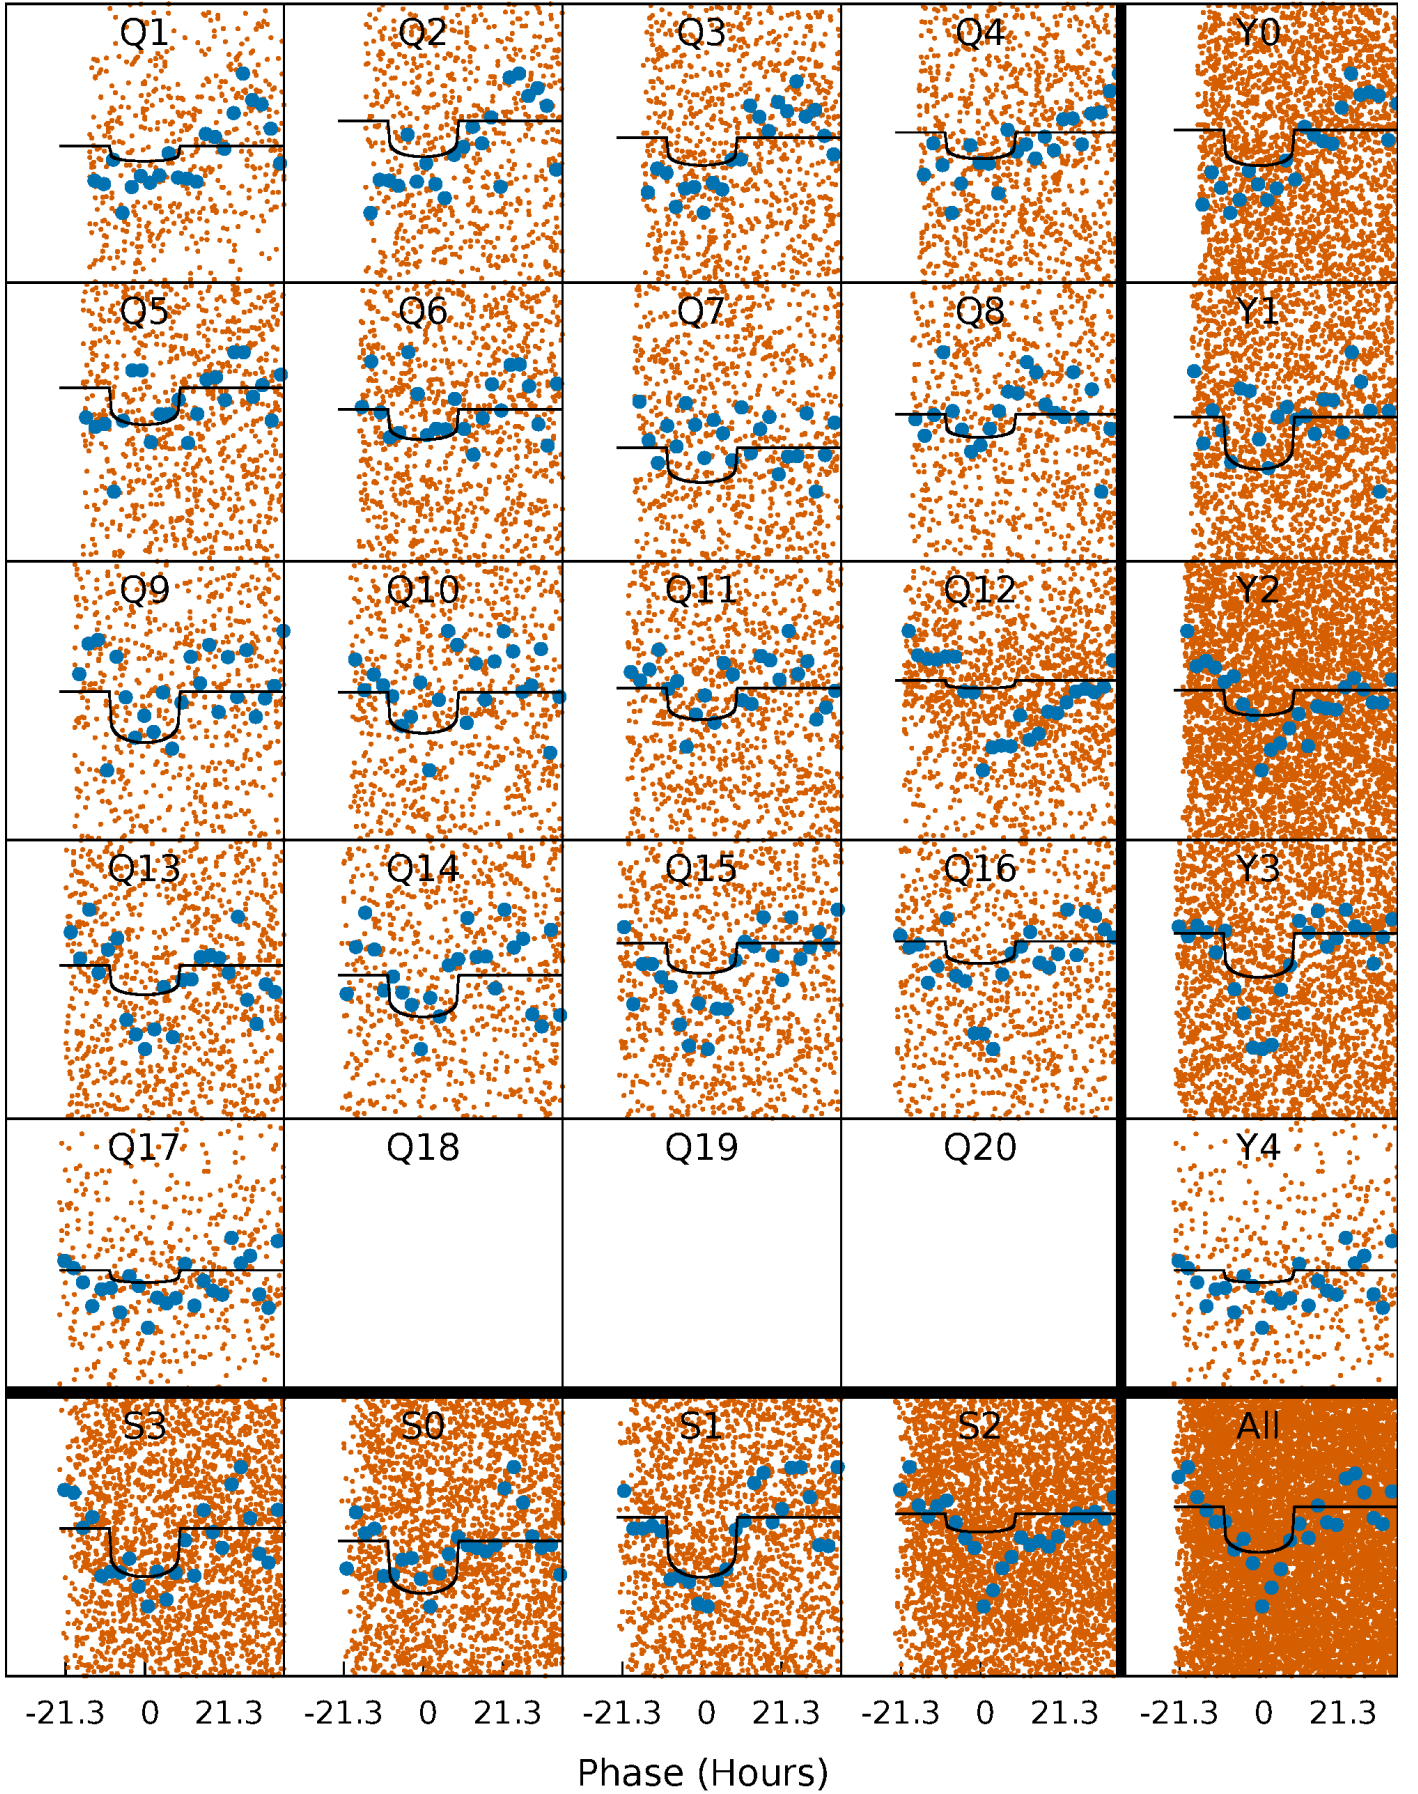 Q1 Q2 Q3 Q4 Y0
Q5 Q6 Q7 Q8 Y1
Q9 Q10 Q11 Q12 Y2
Q13 Q14 Q15 Q16 Y3
Q17 Q18 Q19 Q20 Y4
S3 S0 S1 S2 All
-21.3 0 21.3 -21.3 0 21.3 -21.3 0 21.3 -21.3 0 21.3 -21.3 0 21.3
Phase (Hours)